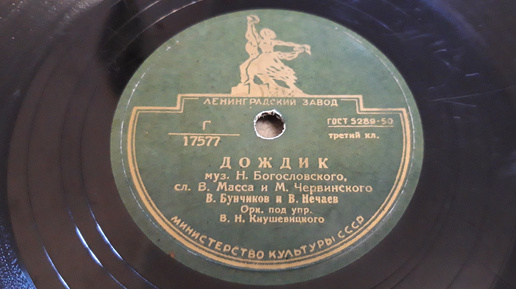 ЛЕНИНГРАДСКИЙ ЗАВОД
Г
17577
ГОСТ 5289-50
третий кл.
ДОЖДИК
муз. Н. Богословского,
сл. В. Масса и М. Червинского
В. Бунчиков и В. Нечаев
Орк. под упр.
В. Н. Кнушевицкого
МИНИСТЕРСТВО КУЛЬТУРЫ СССР